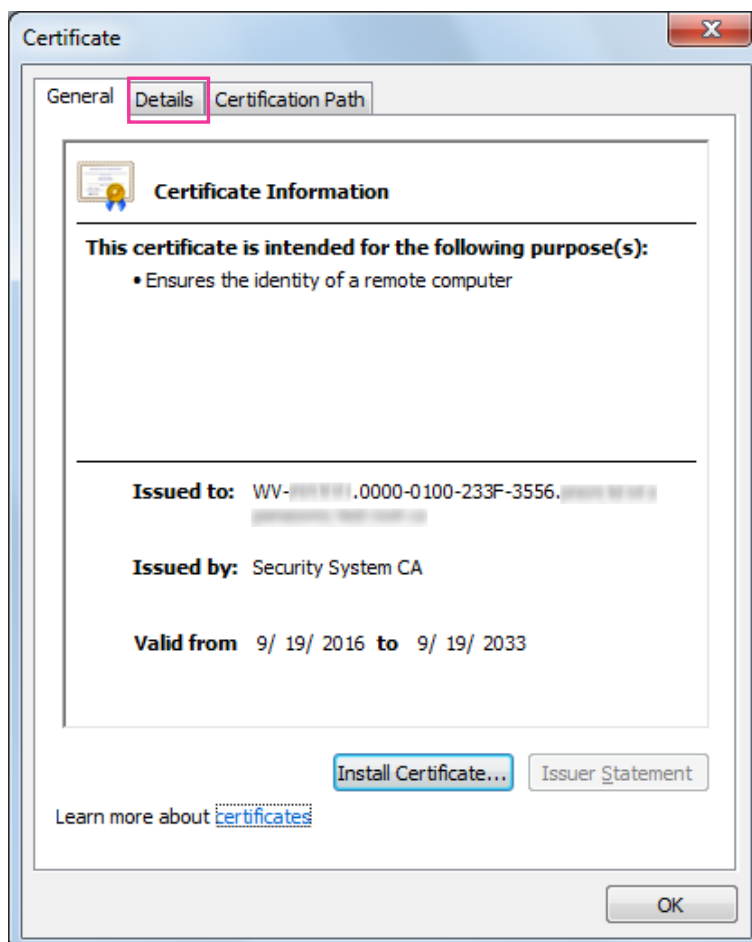 Certificate
General Details Certification Path
Certificate Information
This certificate is intended for the following purpose(s):
• Ensures the identity of a remote computer
Issued to: WV- .0000-0100-233F-3556.
Issued by: Security System CA
Valid from 9/ 19/ 2016 to 9/ 19/ 2033
Install Certificate... Issuer Statement
Learn more about certificates
OK